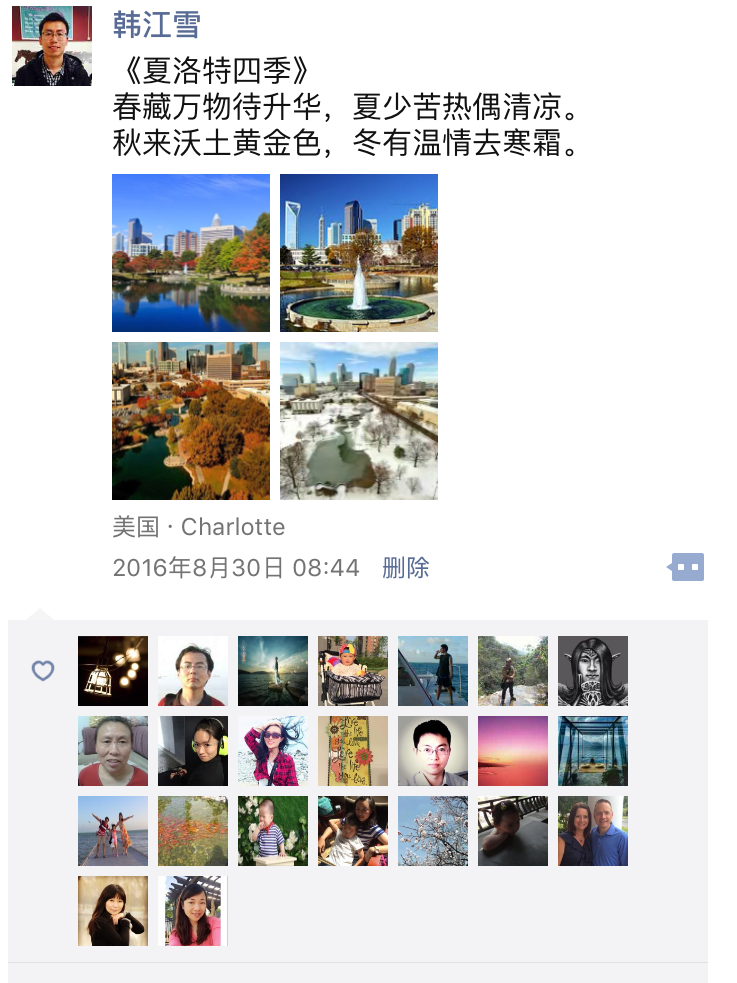 韩江雪
《夏洛特四季》
春藏万物待升华，夏少苦热偶清凉。
秋来沃土黄金色，冬有温情去寒霜。
美国 · Charlotte
2016年8月30日 08:44 删除